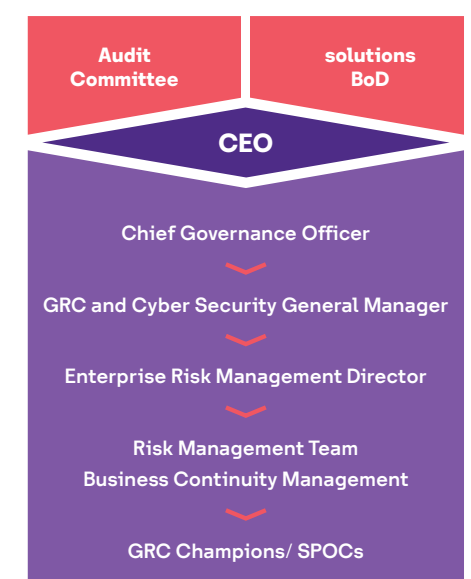 Audit
Committee
solutions
BoD
CEO
Chief Governance Officer
GRC and Cyber Security General Manager
Enterprise Risk Management Director
Risk Management Team
Business Continuity Management
GRC Champions/ SPOCs